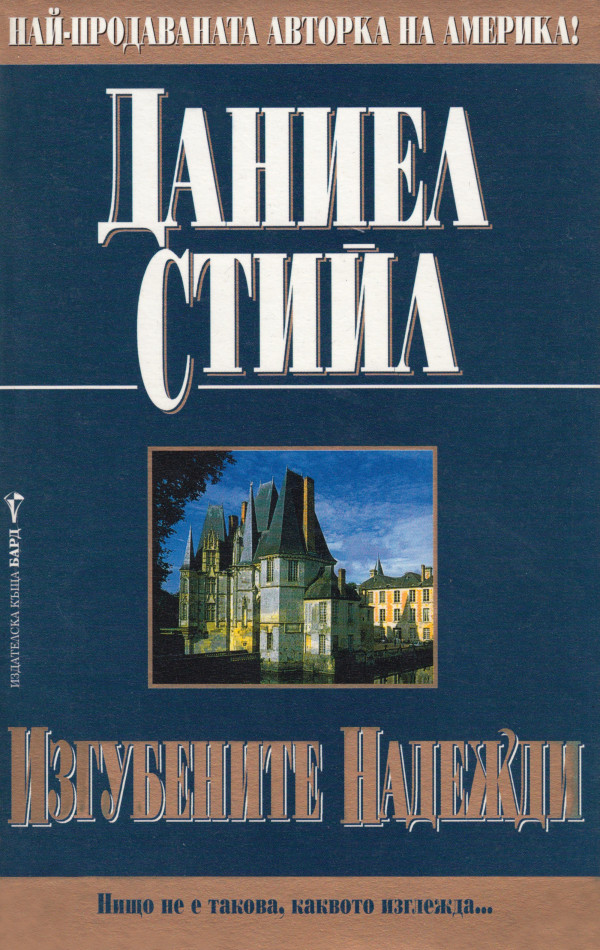 НАЙ-ПРОДАВАНАТА АВТОРКА НА АМЕРИКА!
ДАНИЕЛ
СТИЙЛ
ИЗДАТЕЛСКА КЪЩА БАРД
ИЗГУБЕНИТЕ НАДЕЖДИ
Нищо не е такова, каквото изглежда...